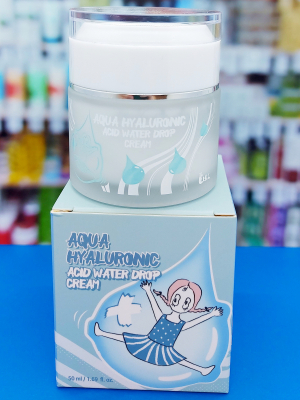 AQUA HYALURONIC
ACID WATER DROP
CREAM
AQUA
HYALURONIC
ACID WATER DROP
CREAM
50 ml / 1.69 fl. oz.